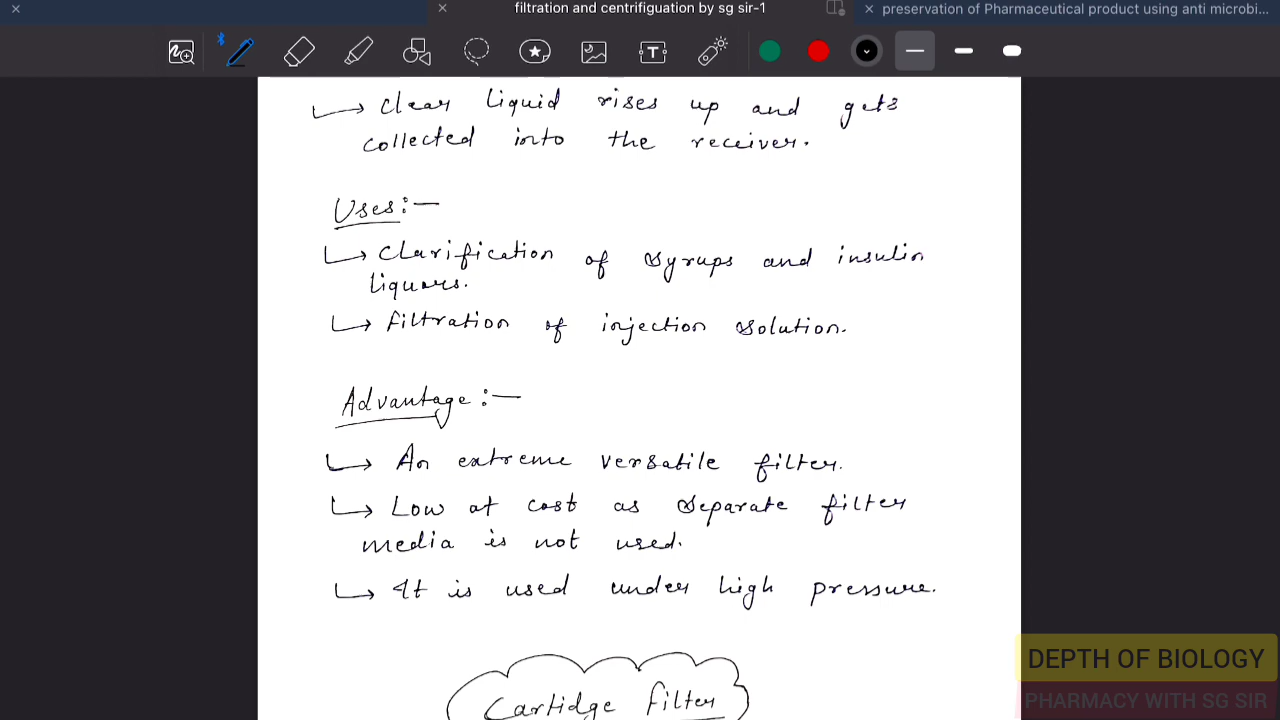 filtration and centrifiguation by sg sir-1
preservation of Pharmaceutical product using anti microbi...
clear liquid rises up and gets
collected into the receiver.
Uses:-
Clarification of syrups and insulin
liquors.
filtration of injection solution.
Advantage:-
An extreme versatile filter.
Low at cost as separate filter
media is not used.
It is used under high pressure.
DEPTH OF BIOLOGY
PHARMACY WITH SG SIR
Cartidge filter